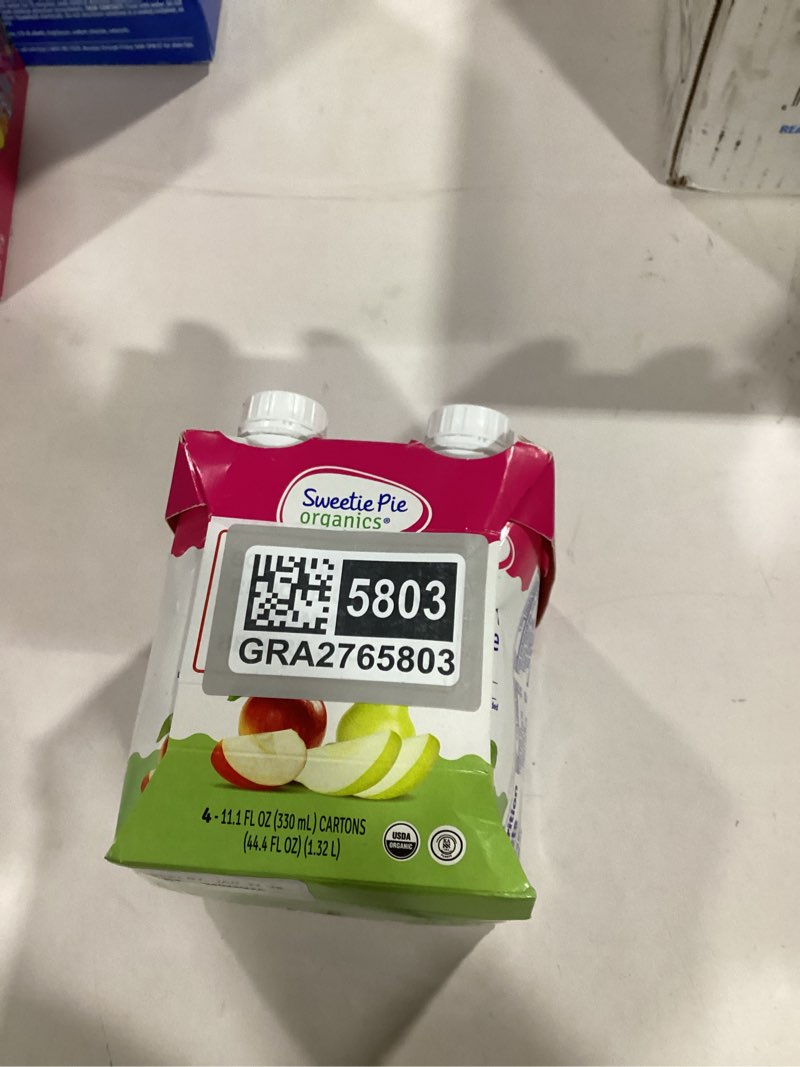 Sweetie Pie
organics®
5803
GRA2765803
4 - 11.1 FL OZ (330 mL) CARTONS
(44.4 FL OZ) (1.32 L)
USDA
ORGANIC